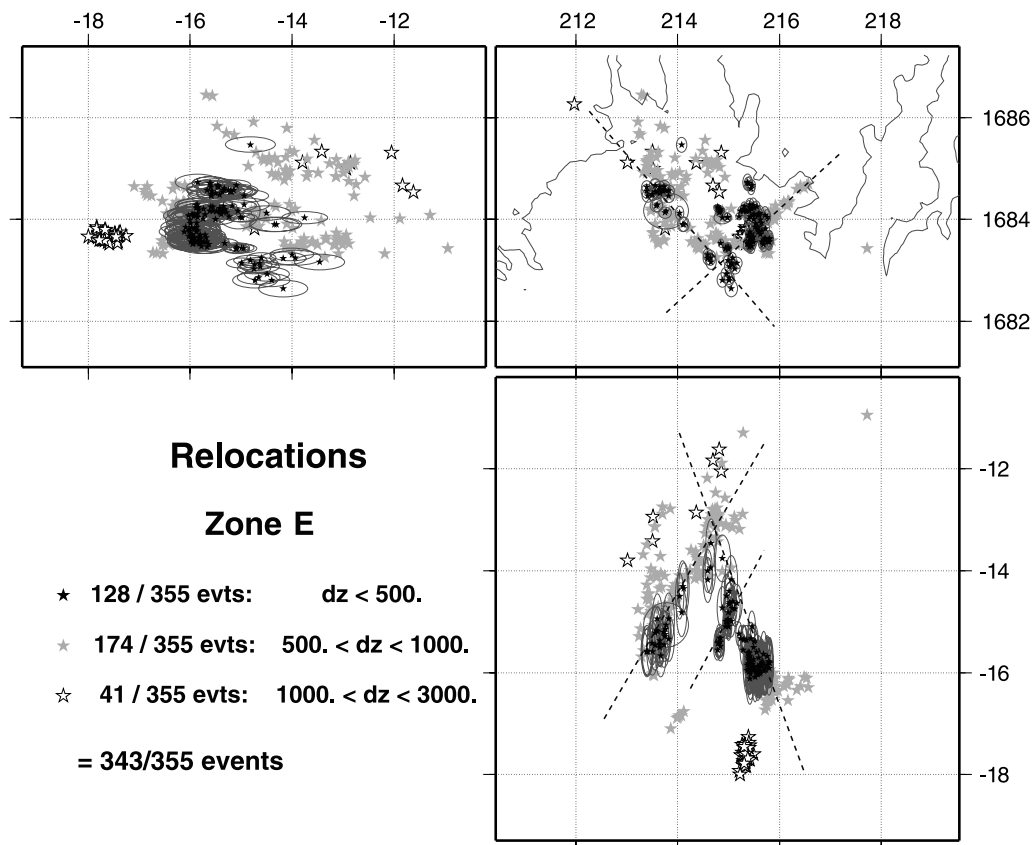 -18 -16 -14 -12
212 214 216 218
1686
1684
1682
Relocations
Zone E
128 / 355 evts: dz < 500.
174 / 355 evts: 500. < dz < 1000.
41 / 355 evts: 1000. < dz < 3000.
= 343/355 events
-12
-14
-16
-18